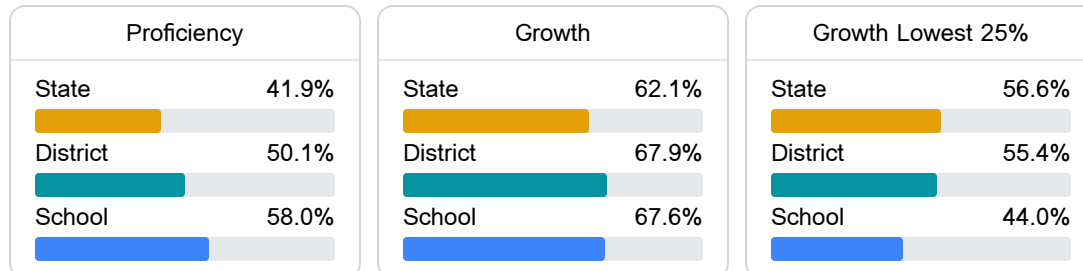 Proficiency
State 41.9%
District 50.1%
School 58.0%
Growth
State 62.1%
District 67.9%
School 67.6%
Growth Lowest 25%
State 56.6%
District 55.4%
School 44.0%